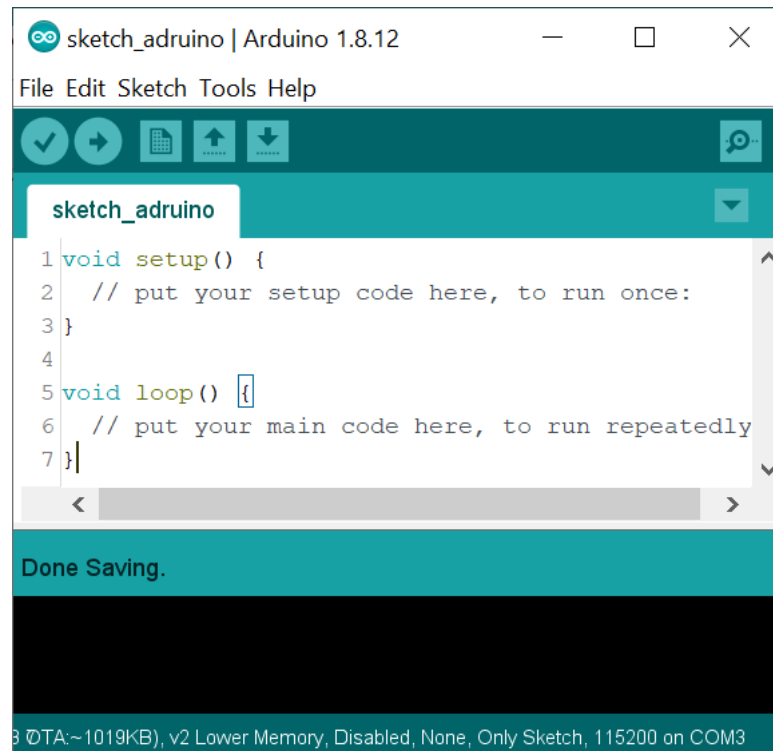 sketch_adruino | Arduino 1.8.12
File Edit Sketch Tools Help
sketch_adruino
1 void setup() {
2 // put your setup code here, to run once:
3 }
4
5 void loop() {
6 // put your main code here, to run repeatedly
7 }
Done Saving.
OTA:~1019KB), v2 Lower Memory, Disabled, None, Only Sketch, 115200 on COM3